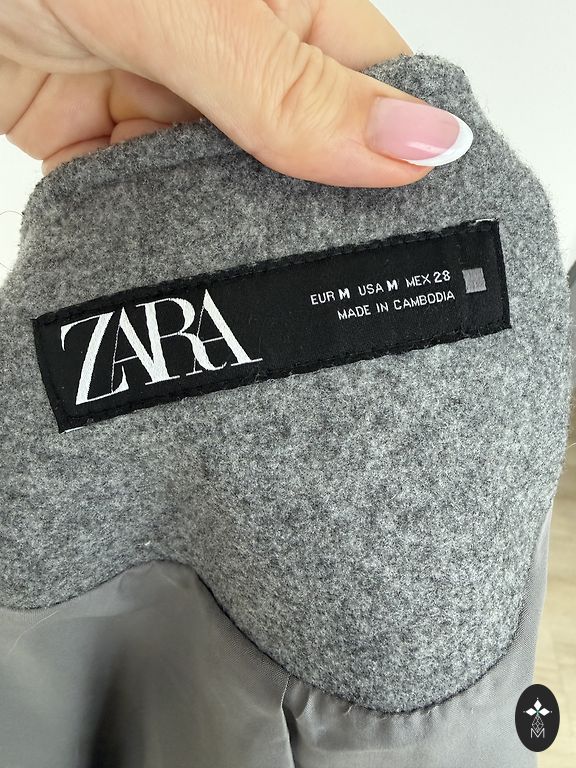 ZARA
EUR M USA M MEX 28
MADE IN CAMBODIA
M